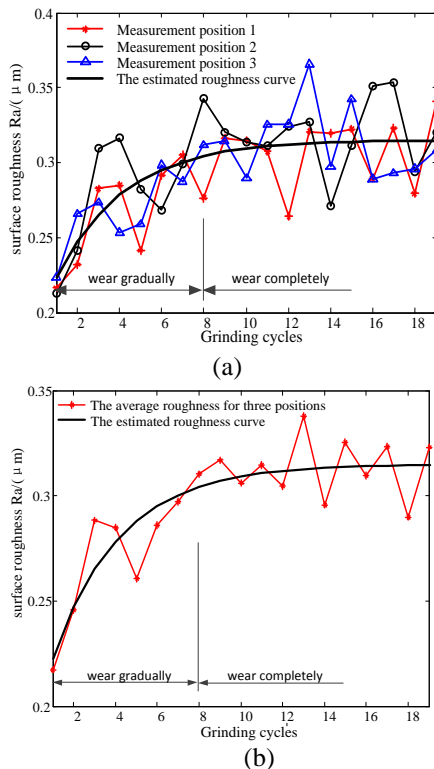 0.4
Measurement position 1
Measurement position 2
0.35
Measurement position 3
The estimated roughness curve
surface roughness Ra/( μm)
0.3
0.25
wear gradually
wear completely
0.2
2 4 6 8 10 12 14 16 18
Grinding cycles
(a)
0.35
The average roughness for three positions
The estimated roughness curve
surface roughness Ra/( μm)
0.3
0.25
wear gradually
wear completely
0.2
2 4 6 8 10 12 14 16 18
Grinding cycles
(b)